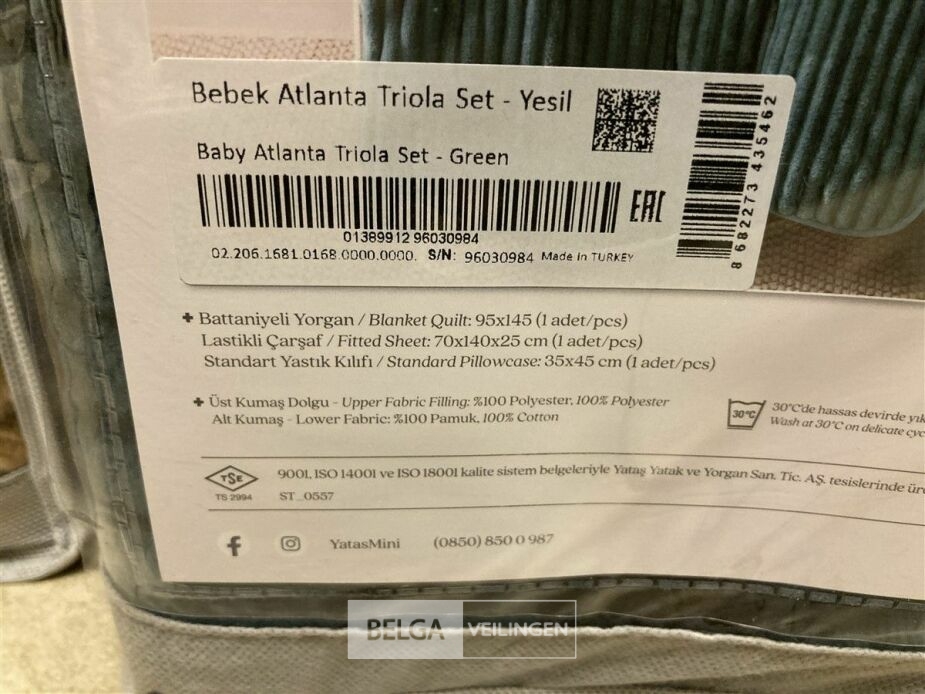 Bebek Atlanta Triola Set - Yesil
Baby Atlanta Triola Set - Green
EAC
01389912 96030984
02.206.1681.0168.0000.0000. S/N: 96030984 Made in TURKEY
8 682273 435462
+ Battaniyeli Yorgan / Blanket Quilt: 95x145 (1 adet/pcs)
Lastikli Çarşaf / Fitted Sheet: 70x140x25 cm (1 adet/pcs)
Standart Yastık Kılıfı / Standard Pillowcase: 35x45 cm (1 adet/pcs)
+ Üst Kumaş Dolgu - Upper Fabric Filling: %100 Polyester, 100% Polyester
Alt Kumaş - Lower Fabric: %100 Pamuk, 100% Cotton
30°C
30°C'de hassas devirde
Wash at 30°C on delicate
TSE
TS 2994
9001, ISO 14001 ve ISO 18001 kalite sistem belgeleriyle Yataş Yatak ve Yorgan San. Tic. AŞ. tesislerinde
ST_0557
YatasMini (0850) 850 0 987
BELGA VEILINGEN